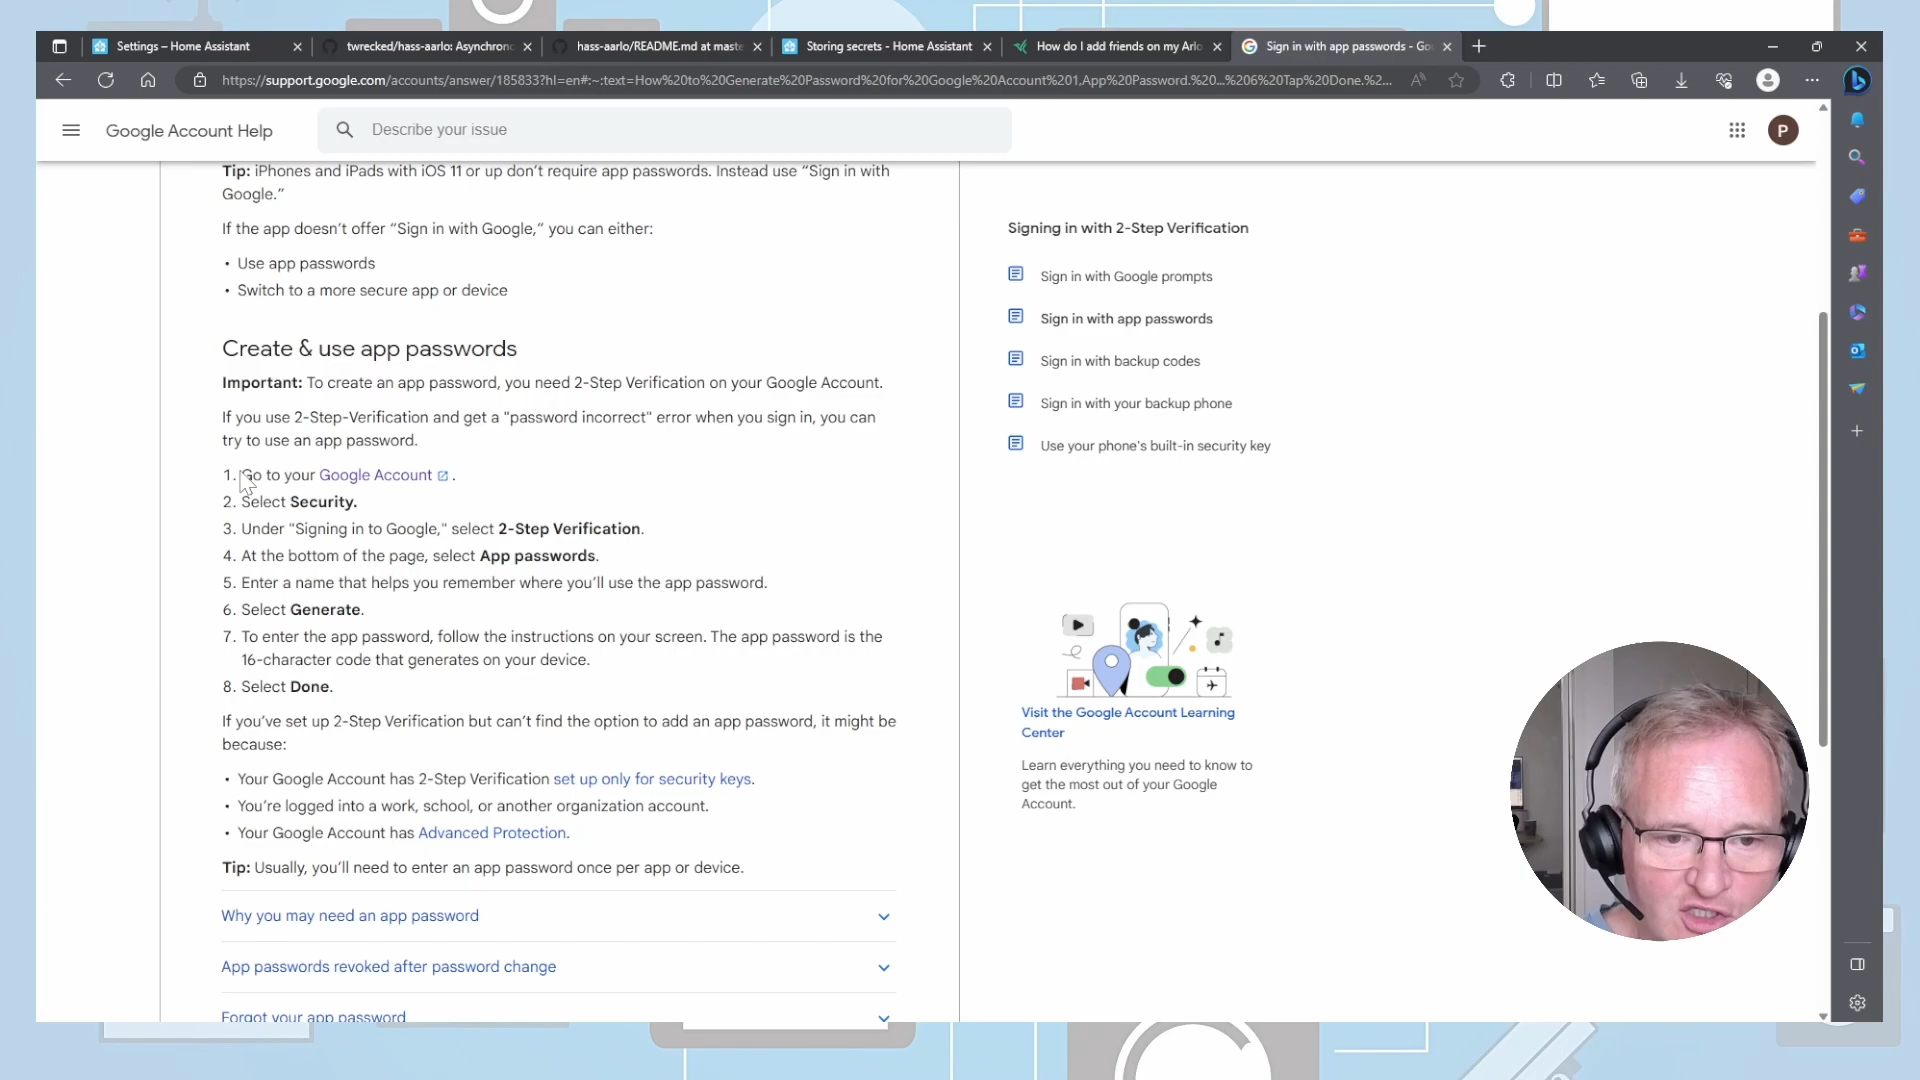 Settings – Home Assistant
twrecked/hass-aarlo: Asynchrono
hass-aarlo/README.md at maste
Storing secrets - Home Assistant
How do I add friends on my Arlo
Sign in with app passwords - Goo
https://support.google.com/accounts/answer/185833?hl=en#:~:text=How%20to%20Generate%20Password%20for%20Google%20Account%201,App%20Password.%20...%206%20Tap%20Done.%2...
Google Account Help
Describe your issue
P
Tip: iPhones and iPads with iOS 11 or up don’t require app passwords. Instead use “Sign in with
Google.”
If the app doesn’t offer “Sign in with Google,” you can either:
• Use app passwords
• Switch to a more secure app or device
Create & use app passwords
Important: To create an app password, you need 2-Step Verification on your Google Account.
If you use 2-Step-Verification and get a "password incorrect" error when you sign in, you can
try to use an app password.
1. Go to your Google Account .
2. Select Security.
3. Under "Signing in to Google," select 2-Step Verification.
4. At the bottom of the page, select App passwords.
5. Enter a name that helps you remember where you’ll use the app password.
6. Select Generate.
7. To enter the app password, follow the instructions on your screen. The app password is the
16-character code that generates on your device.
8. Select Done.
If you’ve set up 2-Step Verification but can’t find the option to add an app password, it might be
because:
• Your Google Account has 2-Step Verification set up only for security keys.
• You’re logged into a work, school, or another organization account.
• Your Google Account has Advanced Protection.
Tip: Usually, you’ll need to enter an app password once per app or device.
Why you may need an app password
App passwords revoked after password change
Forgot your app password
Signing in with 2-Step Verification
Sign in with Google prompts
Sign in with app passwords
Sign in with backup codes
Sign in with your backup phone
Use your phone's built-in security key
Visit the Google Account Learning
Center
Learn everything you need to know to
get the most out of your Google
Account.